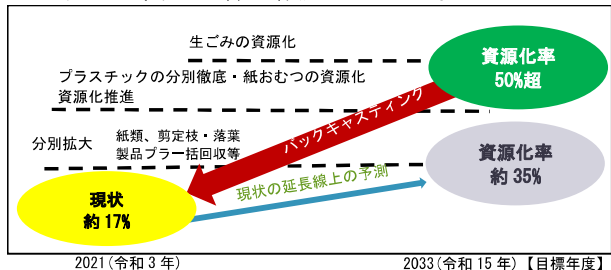 生ごみの資源化
資源化率
50%超
プラスチックの分別徹底・紙おむつの資源化
資源化推進
バックキャスティング
分別拡大
紙類、剪定枝・落葉
製品プラ一括回収等
資源化率
約35%
現状
約17%
現状の延長線上の予測
2021(令和3年)
2033(令和15年)【目標年度】